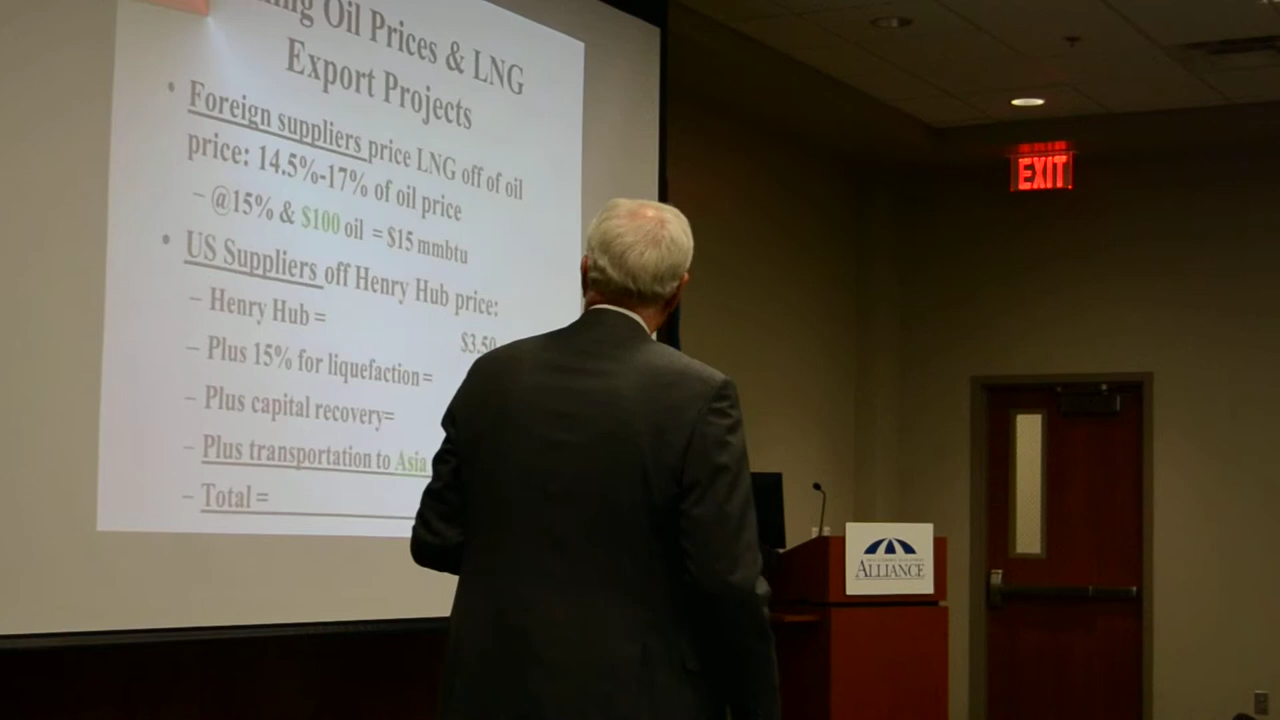 Oil Prices & LNG
Export Projects
• Foreign suppliers price LNG off of oil
price: 14.5%-17% of oil price
– @15% & $100 oil = $15 mmbtu
• US Suppliers off Henry Hub price:
– Henry Hub =
$3.50
– Plus 15% for liquefaction =
– Plus capital recovery=
– Plus transportation to Asia
– Total =
EXIT
ALLIANCE